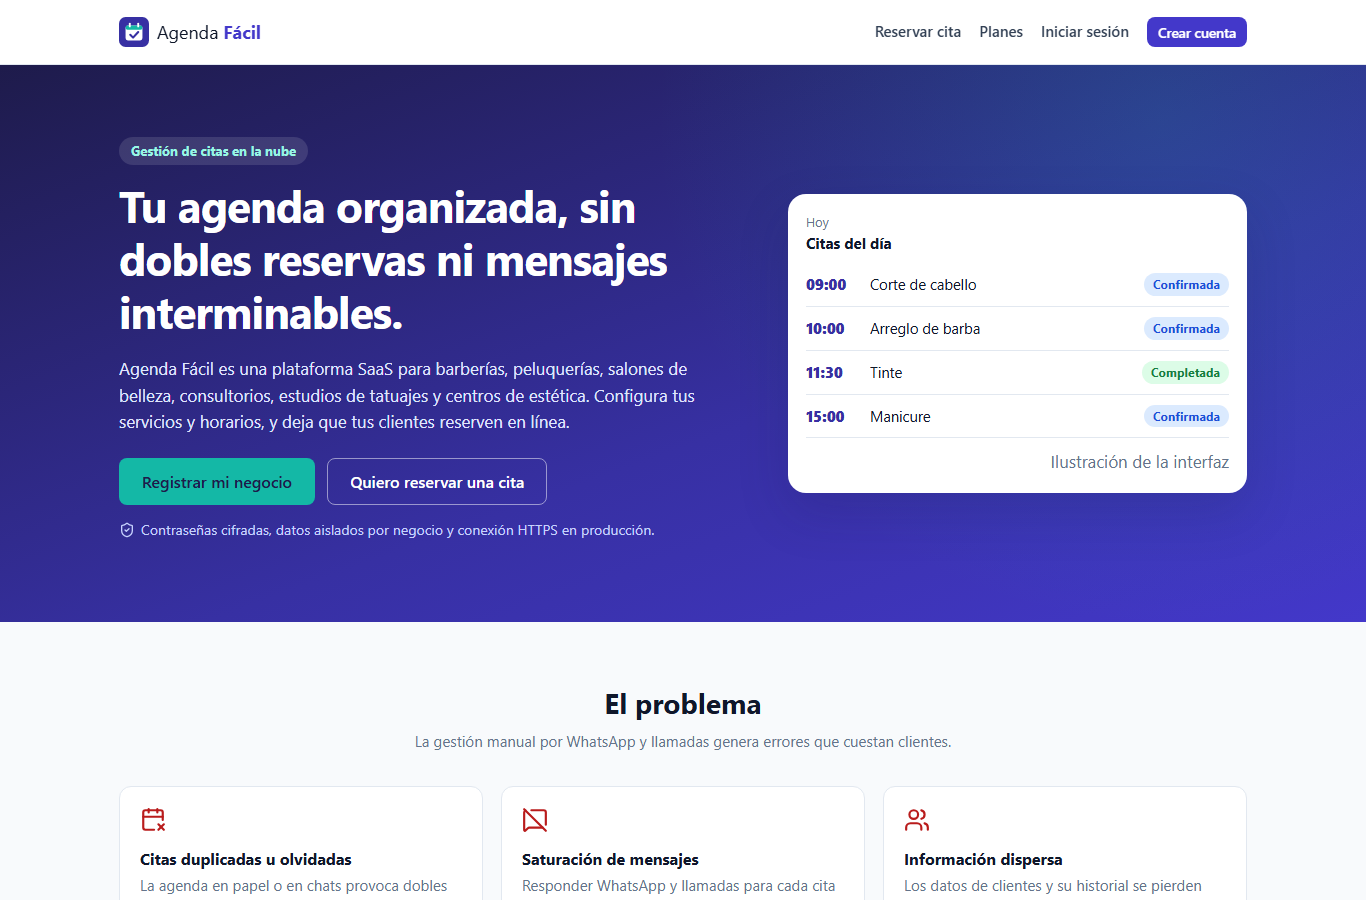 Agenda Fácil
Reservar cita
Planes
Iniciar sesión
Crear cuenta
Gestión de citas en la nube
Tu agenda organizada, sin
dobles reservas ni mensajes
interminables.
Agenda Fácil es una plataforma SaaS para barberías, peluquerías, salones de
belleza, consultorios, estudios de tatuajes y centros de estética. Configura tus
servicios y horarios, y deja que tus clientes reserven en línea.
Registrar mi negocio
Quiero reservar una cita
Contraseñas cifradas, datos aislados por negocio y conexión HTTPS en producción.
Hoy
Citas del día
09:00 Corte de cabello Confirmada
10:00 Arreglo de barba Confirmada
11:30 Tinte Completada
15:00 Manicure Confirmada
Ilustración de la interfaz
El problema
La gestión manual por WhatsApp y llamadas genera errores que cuestan clientes.
Citas duplicadas u olvidadas
La agenda en papel o en chats provoca dobles
Saturación de mensajes
Responder WhatsApp y llamadas para cada cita
Información dispersa
Los datos de clientes y su historial se pierden